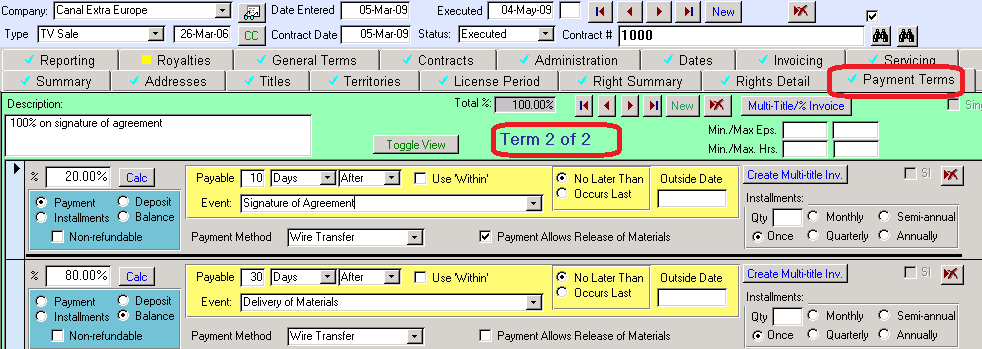 Company: Canal Extra Europe Date Entered 05-Mar-09 Executed 04-May-09 New
Type TV Sale 26-Mar-06 CC Contract Date 05-Mar-09 Status: Executed Contract # 1000
Reporting Royalties General Terms Contracts Administration Dates Invoicing Servicing
Summary Addresses Titles Territories License Period Right Summary Rights Detail Payment Terms
Description: Total %: 100.00% New Multi-Title/% Invoice Sing
100% on signature of agreement
Toggle View Term 2 of 2 Min./Max Eps.
Min./Max. Hrs.
% 20.00% Calc Payable 10 Days After Use 'Within' No Later Than Outside Date Create Multi-title Inv. SI
Payment Deposit Event: Signature of Agreement Occurs Last Installments:
Installments Balance Qty Monthly Semi-annual
Non-refundable Payment Method Wire Transfer Payment Allows Release of Materials Once Quarterly Annually
% 80.00% Calc Payable 30 Days After Use 'Within' No Later Than Outside Date Create Multi-title Inv. SI
Payment Deposit Event: Delivery of Materials Occurs Last Installments:
Installments Balance Qty Monthly Semi-annual
Non-refundable Payment Method Wire Transfer Payment Allows Release of Materials Once Quarterly Annually